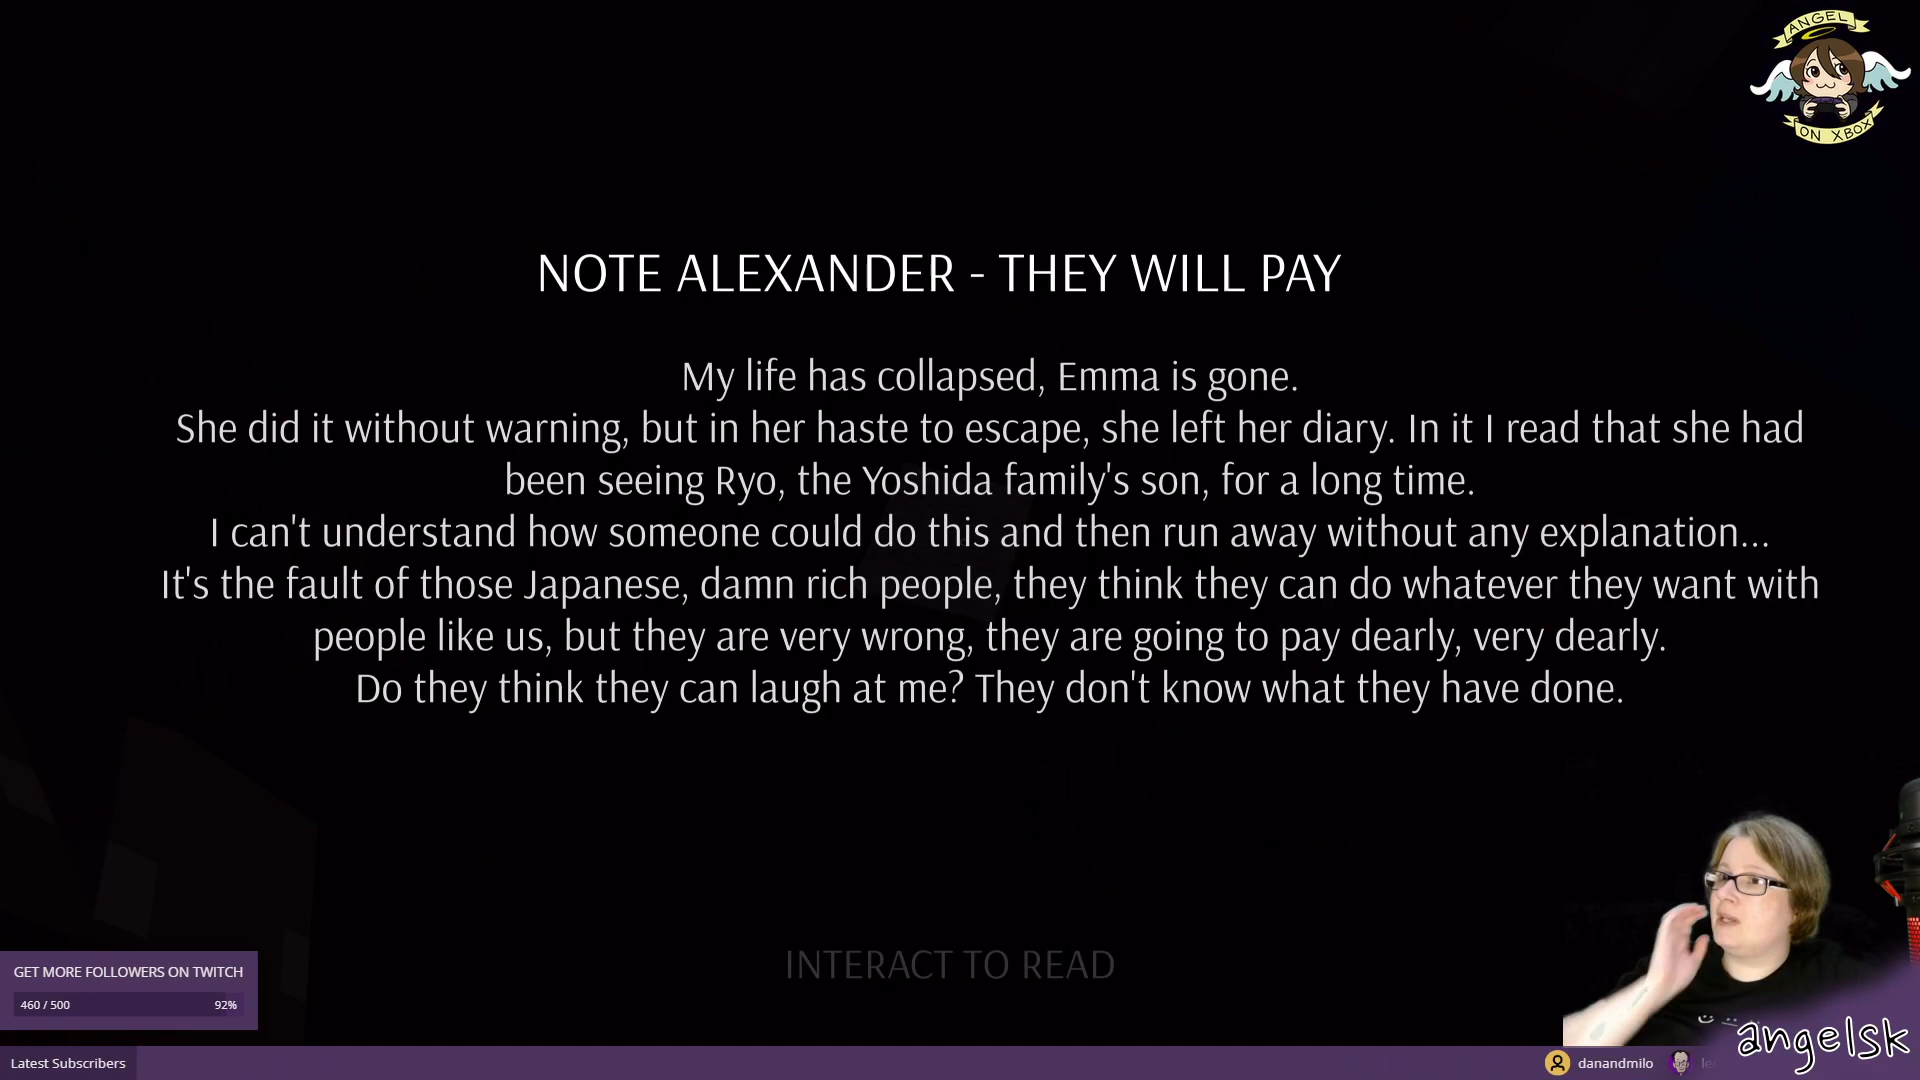 ANGEL
ON XBOX
NOTE ALEXANDER - THEY WILL PAY
My life has collapsed, Emma is gone.
She did it without warning, but in her haste to escape, she left her diary. In it I read that she had
been seeing Ryo, the Yoshida family's son, for a long time.
I can't understand how someone could do this and then run away without any explanation...
It's the fault of those Japanese, damn rich people, they think they can do whatever they want with
people like us, but they are very wrong, they are going to pay dearly, very dearly.
Do they think they can laugh at me? They don't know what they have done.
INTERACT TO READ
GET MORE FOLLOWERS ON TWITCH
460 / 500 92%
angelsk
Latest Subscribers
danandmilo